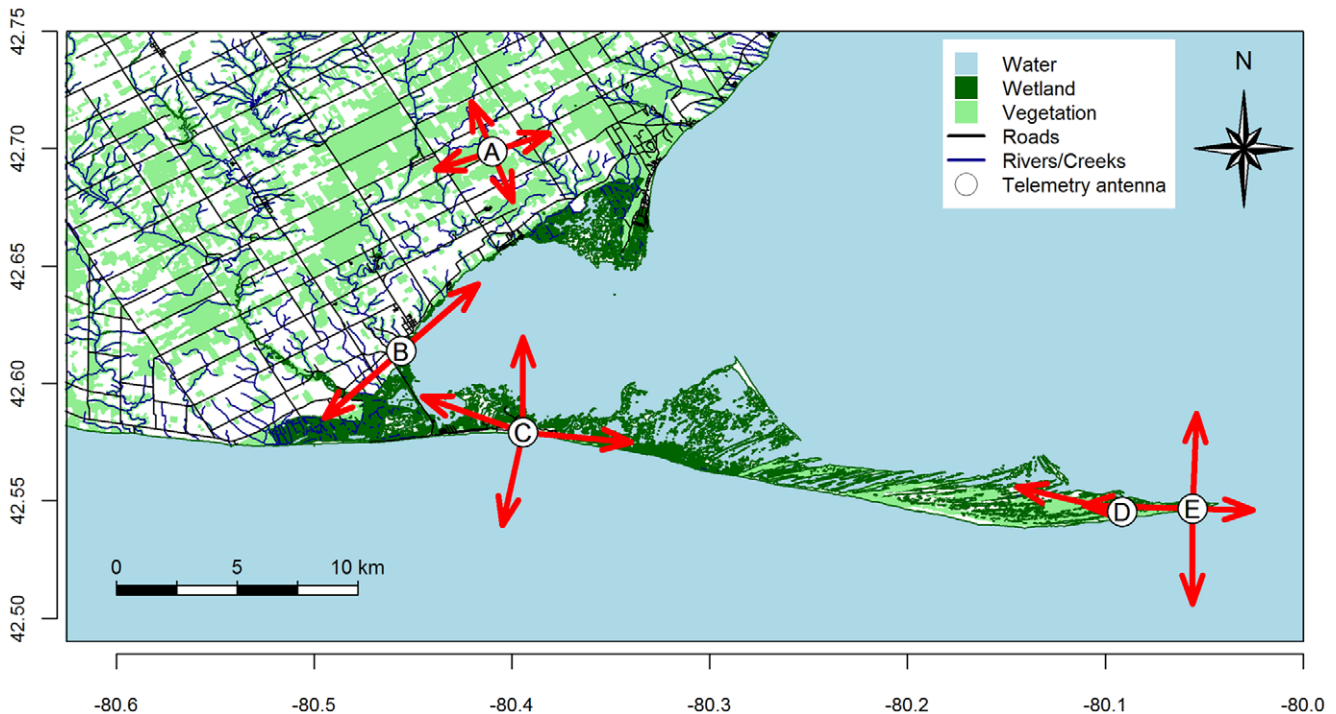 42.75
42.70
42.65
42.60
42.55
42.50
Water
Wetland
Vegetation
Roads
Rivers/Creeks
Telemetry antenna
N
A
B
C
D
E
0 5 10 km
-80.6 -80.5 -80.4 -80.3 -80.2 -80.1 -80.0